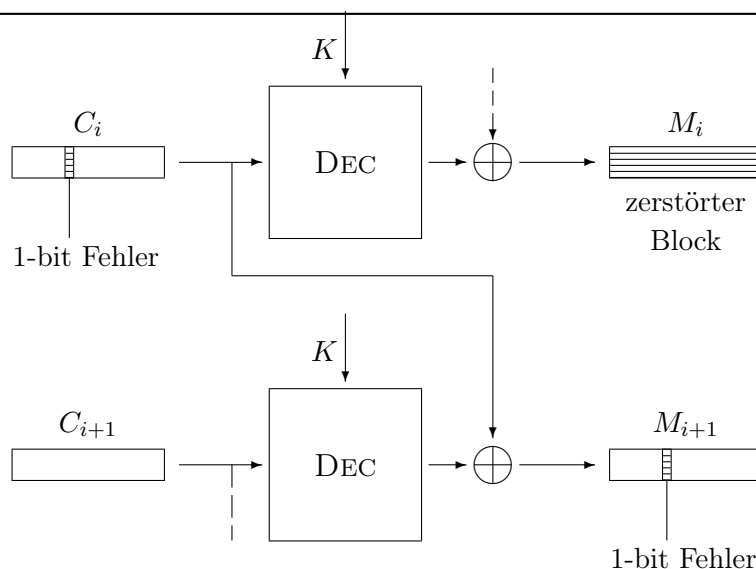 K
C_i
DEC
M_i
1-bit Fehler
zerstörter
Block
K
C_{i+1}
DEC
M_{i+1}
1-bit Fehler